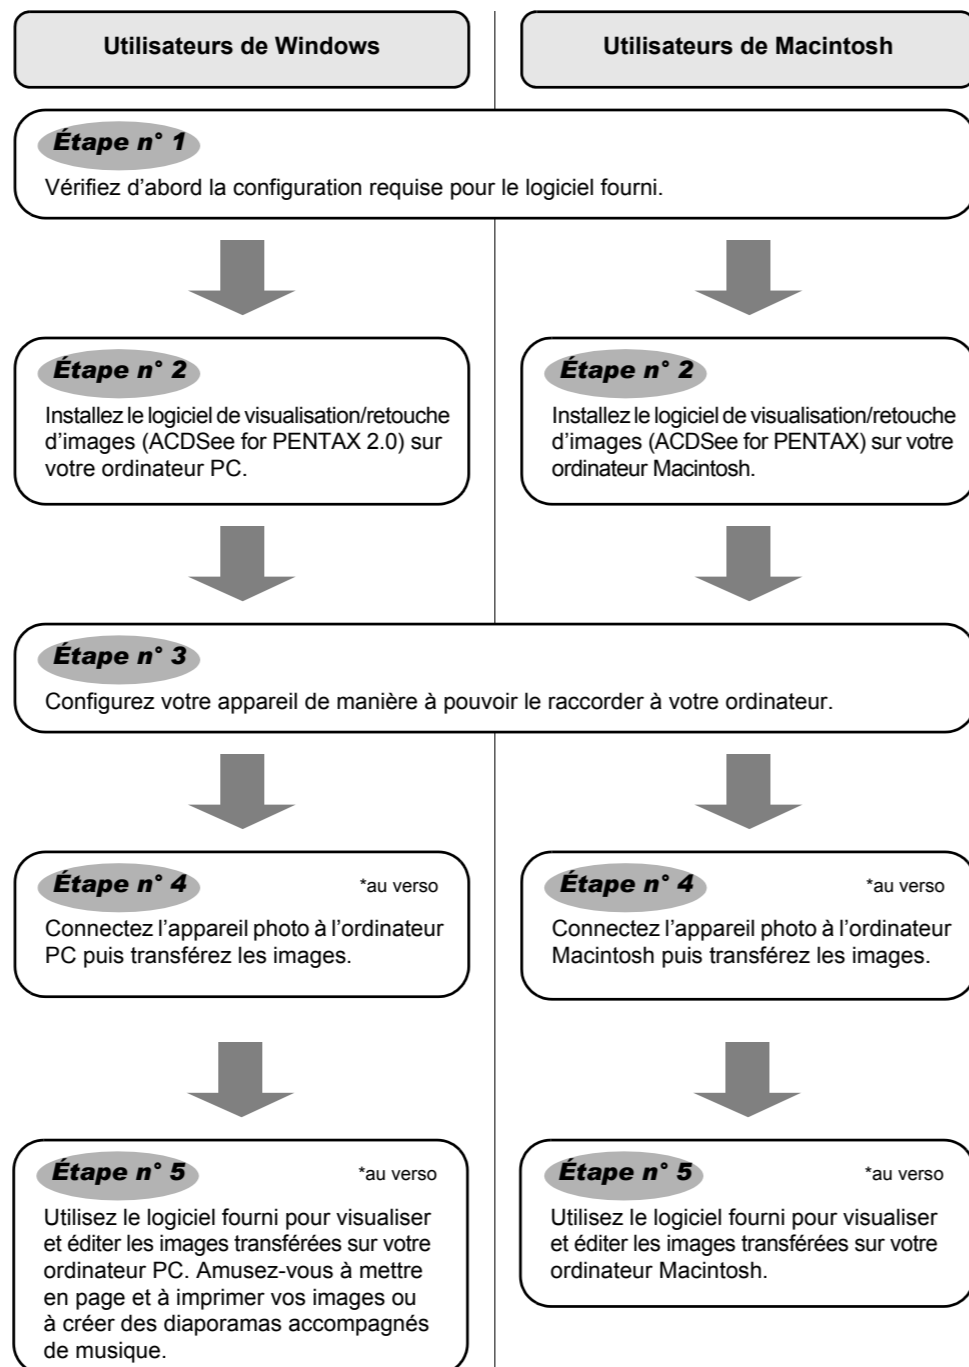 Utilisateurs de Windows
Utilisateurs de Macintosh
Étape n° 1
Vérifiez d’abord la configuration requise pour le logiciel fourni.
Étape n° 2
Installez le logiciel de visualisation/retouche
d’images (ACDSee for PENTAX 2.0) sur
votre ordinateur PC.
Étape n° 2
Installez le logiciel de visualisation/retouche
d’images (ACDSee for PENTAX) sur votre
ordinateur Macintosh.
Étape n° 3
Configurez votre appareil de manière à pouvoir le raccorder à votre ordinateur.
Étape n° 4
*au verso
Connectez l’appareil photo à l’ordinateur
PC puis transférez les images.
Étape n° 4
*au verso
Connectez l’appareil photo à l’ordinateur
Macintosh puis transférez les images.
Étape n° 5
*au verso
Utilisez le logiciel fourni pour visualiser
et éditer les images transférées sur votre
ordinateur PC. Amusez-vous à mettre
en page et à imprimer vos images ou
à créer des diaporamas accompagnés
de musique.
Étape n° 5
*au verso
Utilisez le logiciel fourni pour visualiser
et éditer les images transférées sur votre
ordinateur Macintosh.